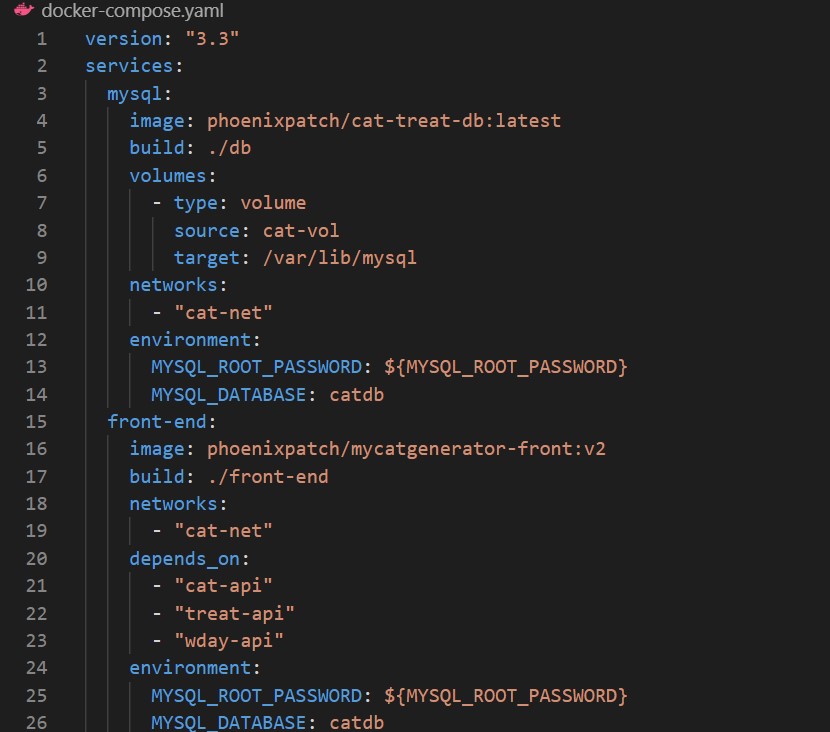 docker-compose.yaml
1 version: "3.3"
2 services:
3   mysql:
4     image: phoenixpatch/cat-treat-db:latest
5     build: ./db
6     volumes:
7       - type: volume
8         source: cat-vol
9         target: /var/lib/mysql
10     networks:
11       - "cat-net"
12     environment:
13       MYSQL_ROOT_PASSWORD: ${MYSQL_ROOT_PASSWORD}
14       MYSQL_DATABASE: catdb
15   front-end:
16     image: phoenixpatch/mycatgenerator-front:v2
17     build: ./front-end
18     networks:
19       - "cat-net"
20     depends_on:
21       - "cat-api"
22       - "treat-api"
23       - "wday-api"
24     environment:
25       MYSQL_ROOT_PASSWORD: ${MYSQL_ROOT_PASSWORD}
26       MYSQL_DATABASE: catdb